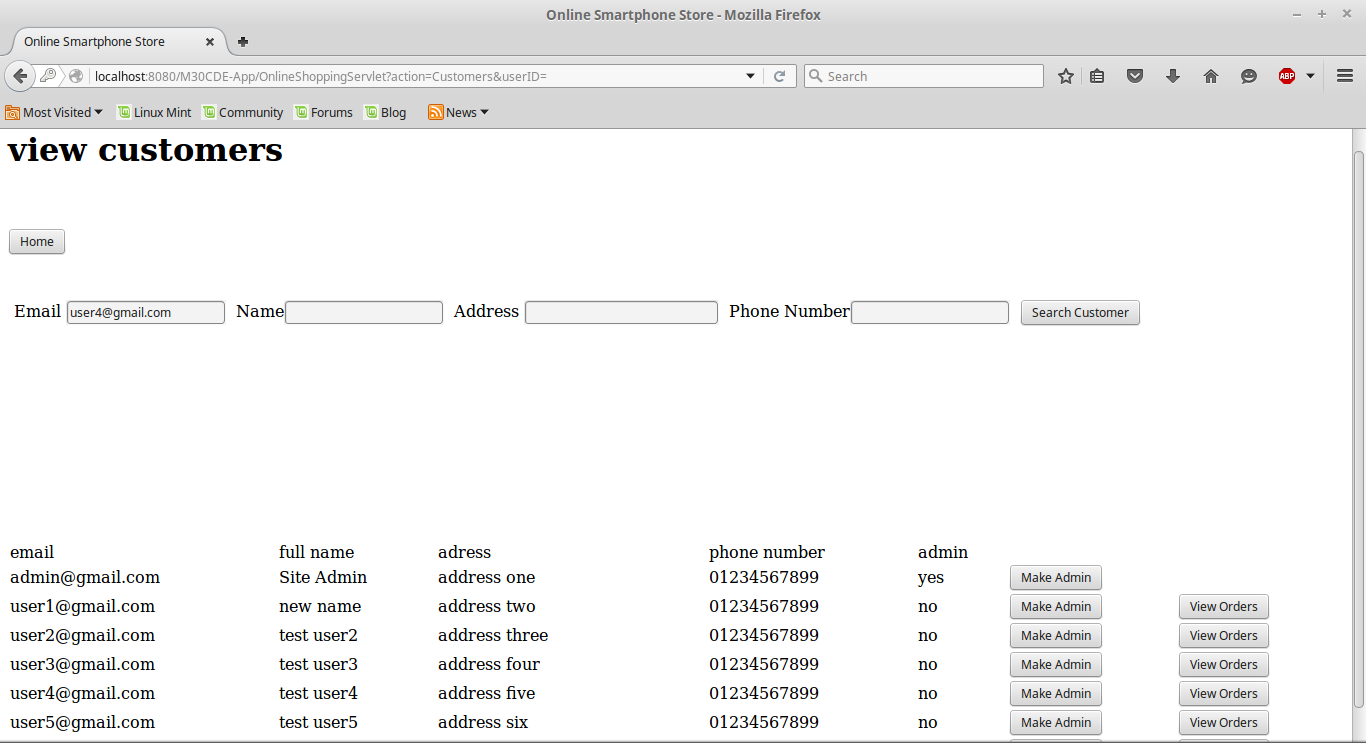 Online Smartphone Store - Mozilla Firefox
Online Smartphone Store
localhost:8080/M30CDE-App/OnlineShoppingServlet?action=Customers&userID=
Search
ABP
Most Visited Linux Mint Community Forums Blog News
view customers
Home
Email user4@gmail.com Name Address Phone Number Search Customer
email full name adress phone number admin
admin@gmail.com Site Admin address one 01234567899 yes Make Admin
user1@gmail.com new name address two 01234567899 no Make Admin View Orders
user2@gmail.com test user2 address three 01234567899 no Make Admin View Orders
user3@gmail.com test user3 address four 01234567899 no Make Admin View Orders
user4@gmail.com test user4 address five 01234567899 no Make Admin View Orders
user5@gmail.com test user5 address six 01234567899 no Make Admin View Orders